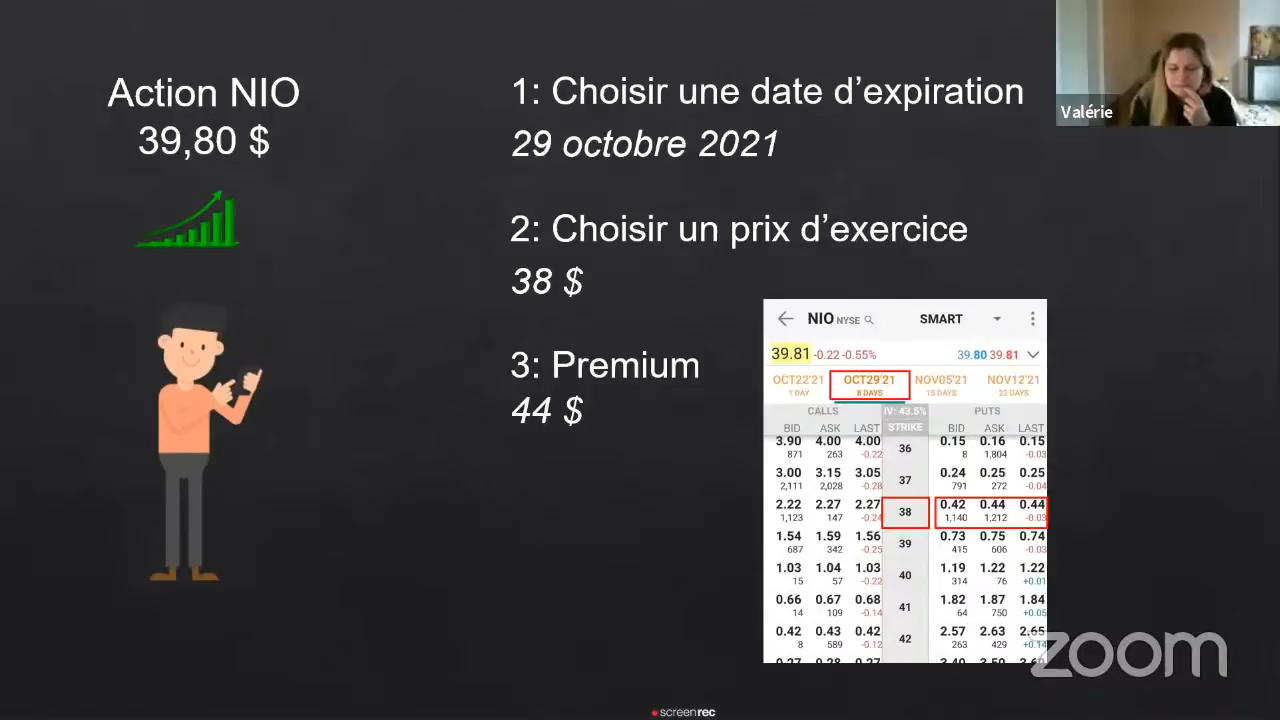 Action NIO
39,80 $
1: Choisir une date d’expiration
29 octobre 2021
2: Choisir un prix d’exercice
38 $
3: Premium
44 $
Valérie
NIO NYSE SMART
39.81 -0.22 -0.55% 39.80 39.81
OCT22'21 OCT29'21 NOV05'21 NOV12'21
1 DAY 8 DAYS 15 DAYS 22 DAYS
CALLS IV: 43.5% PUTS
BID ASK LAST STRIKE BID ASK LAST
3.90 4.00 4.00 36 0.15 0.16 0.15
871 263 -0.22 8 1,804 -0.03
3.00 3.15 3.05 37 0.24 0.25 0.25
2,111 2,028 -0.28 791 272 -0.04
2.22 2.27 2.27 38 0.42 0.44 0.44
1,123 147 -0.24 1,140 1,212 -0.03
1.54 1.59 1.56 39 0.73 0.75 0.74
687 342 -0.25 415 606 -0.03
1.03 1.04 1.03 40 1.19 1.22 1.22
15 57 -0.22 314 76 +0.01
0.66 0.67 0.68 41 1.82 1.87 1.84
14 109 -0.14 64 750 +0.05
0.42 0.43 0.42 42 2.57 2.63 2.65
8 589 -0.12 263 429
zoom
screenrec